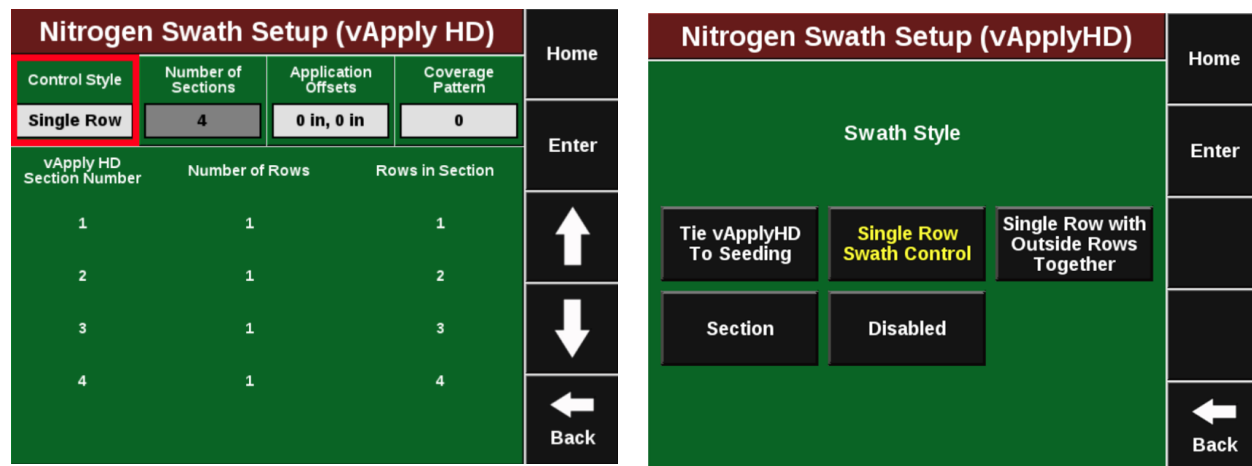 Nitrogen Swath Setup (vApply HD)
Home
Control Style
Number of
Sections
Application
Offsets
Coverage
Pattern
Single Row
4
0 in, 0 in
0
Enter
vApply HD
Section Number
Number of Rows
Rows in Section
1 1 1
2 1 2
3 1 3
4 1 4
Back
Nitrogen Swath Setup (vApplyHD)
Home
Swath Style
Enter
Tie vApplyHD
To Seeding
Single Row
Swath Control
Single Row with
Outside Rows
Together
Section
Disabled
Back